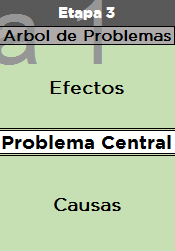 Etapa 3
Arbol de Problemas
Efectos
Problema Central
Causas